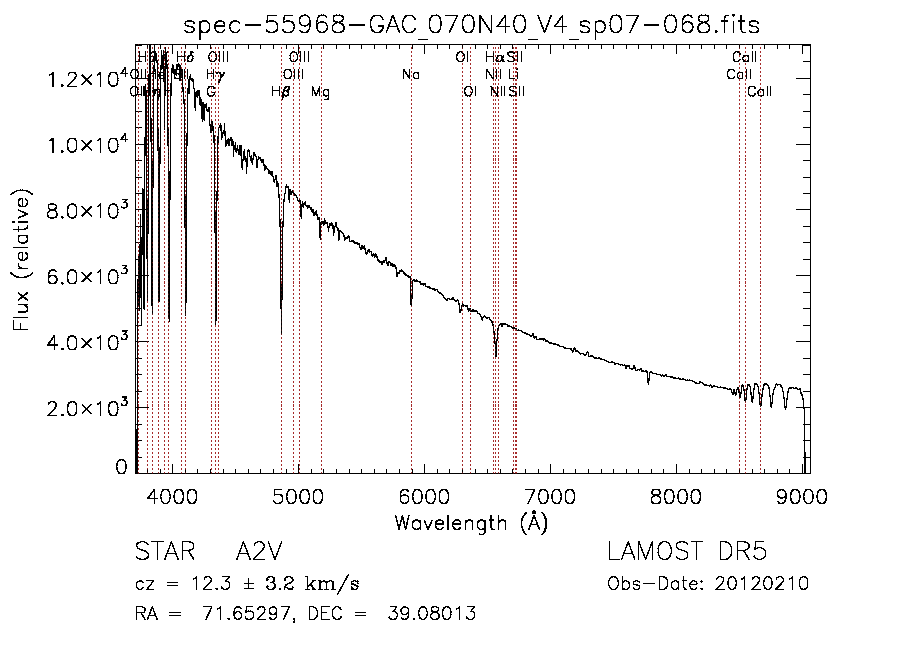 spec-55968-GAC_070N40_V4_sp07-068.fits
Hδ OIII OIII OI Hα SII CaII
Hγ OIII Na NII Li CaII
G Hβ Mg OI NII SII CaII
1.2×10⁴
1.0×10⁴
8.0×10³
6.0×10³
4.0×10³
2.0×10³
0
Flux (relative)
4000 5000 6000 7000 8000 9000
Wavelength (Å)
STAR A2V LAMOST DR5
cz = 12.3 ± 3.2 km/s Obs-Date: 20120210
RA = 71.65297, DEC = 39.08013